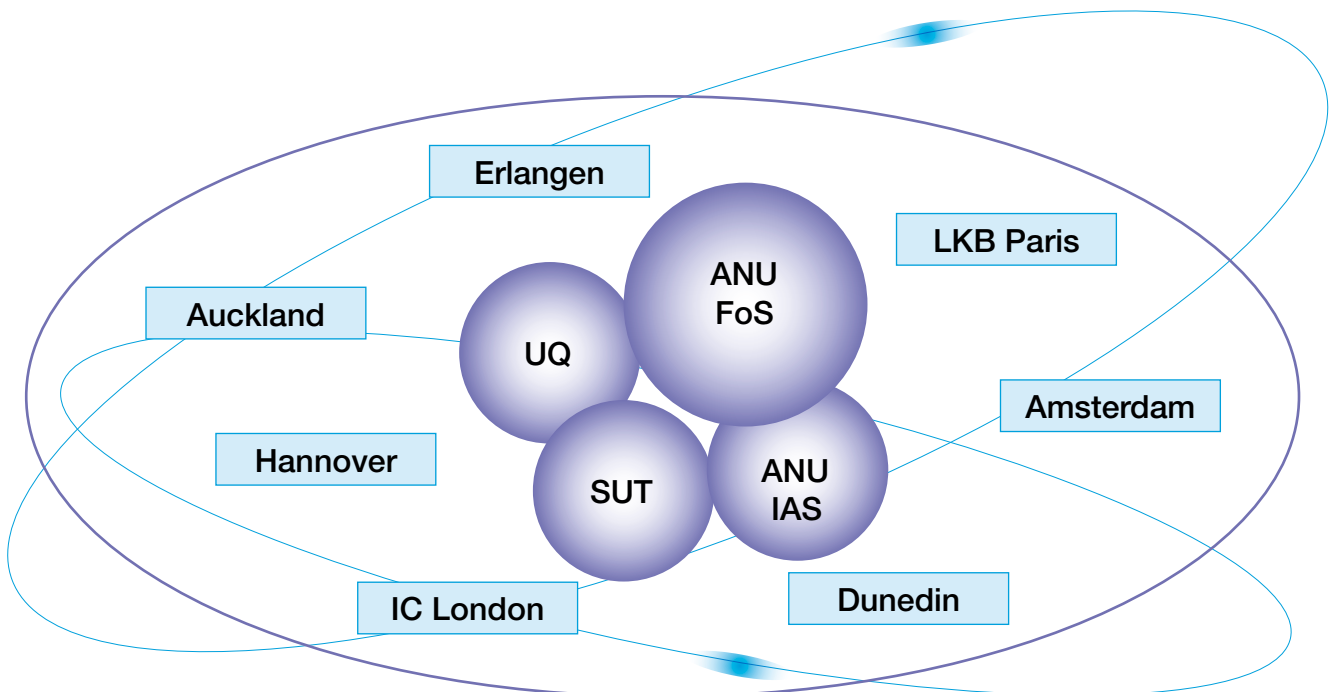 Erlangen
LKB Paris
ANU
FoS
Auckland
UQ
Amsterdam
Hannover
SUT
ANU
IAS
IC London
Dunedin